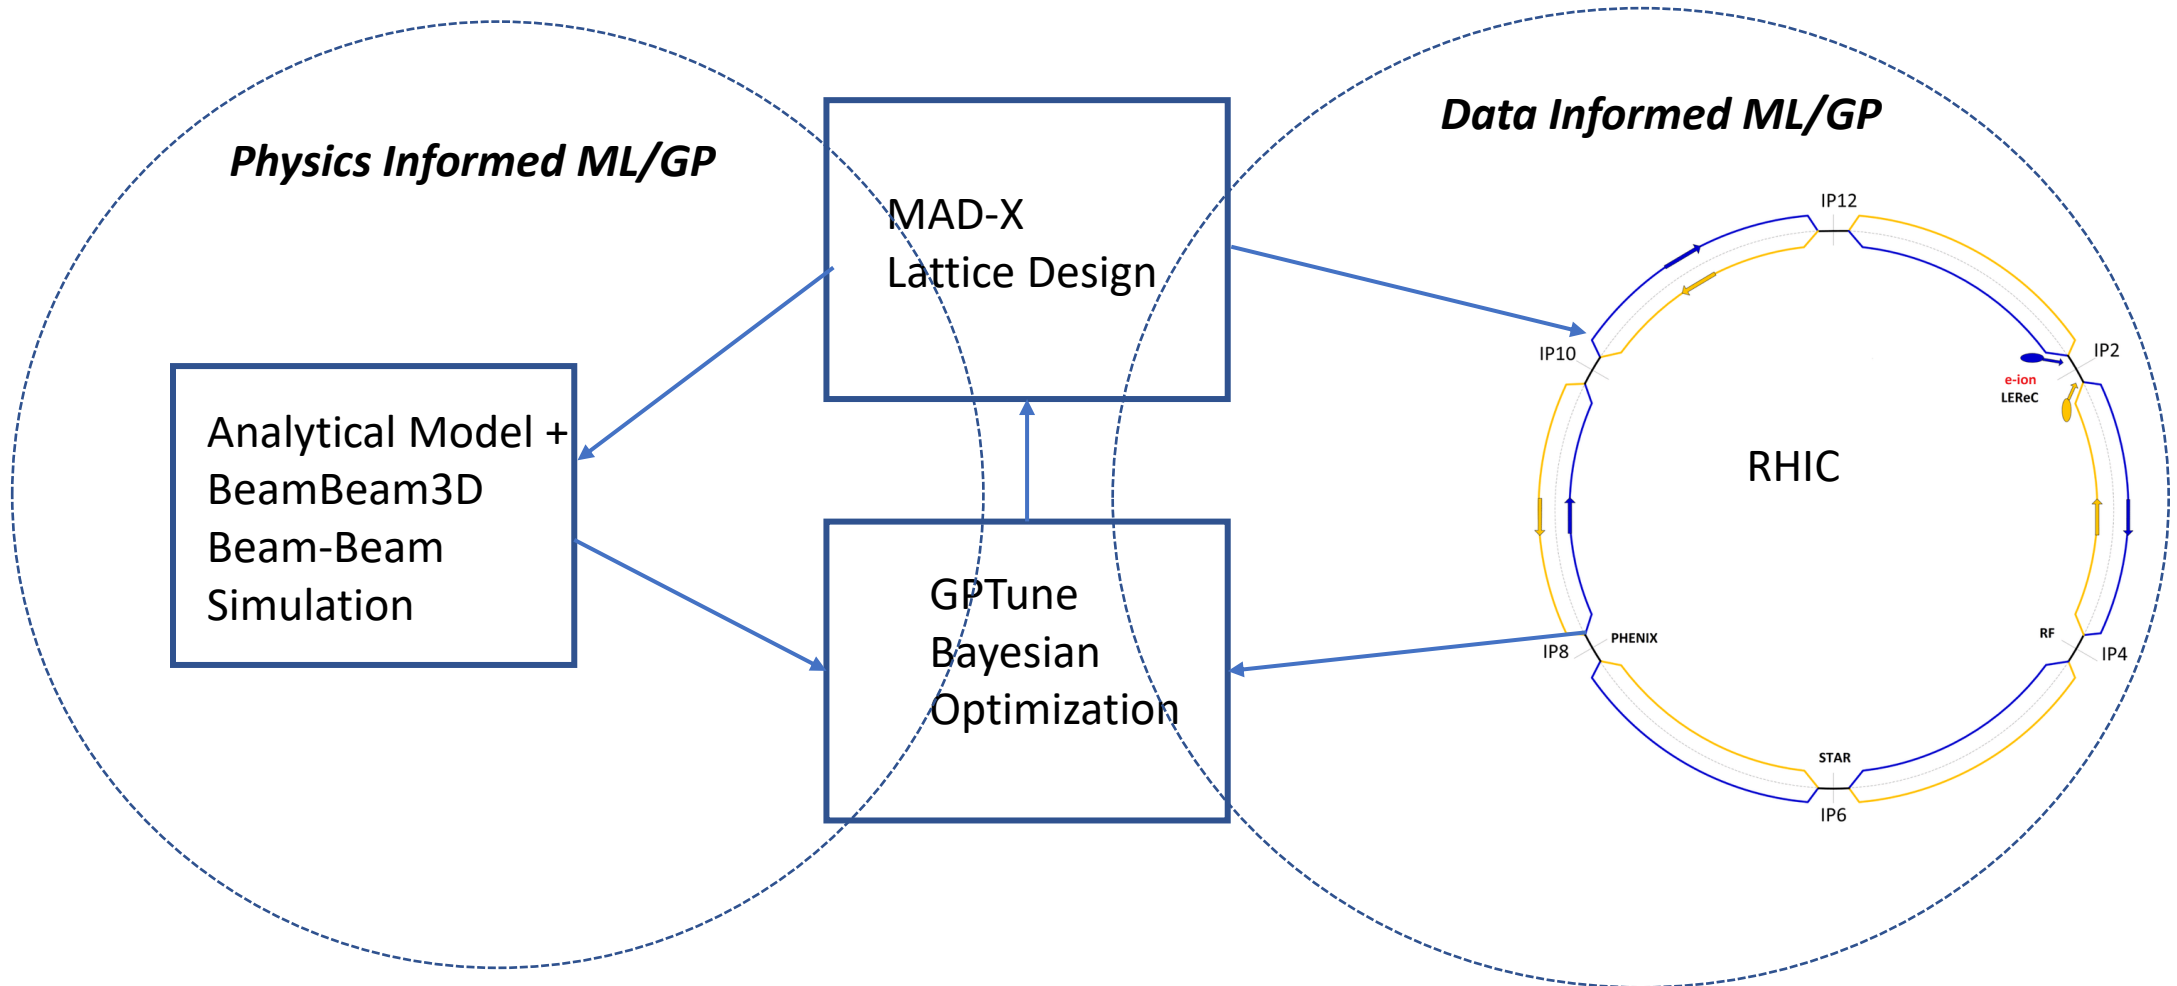 Physics Informed ML/GP
Data Informed ML/GP
MAD-X
Lattice Design
Analytical Model +
BeamBeam3D
Beam-Beam
Simulation
GPTune
Bayesian
Optimization
IP12
IP10
IP2
e-ion
LEReC
RHIC
PHENIX
IP8
RF
IP4
STAR
IP6